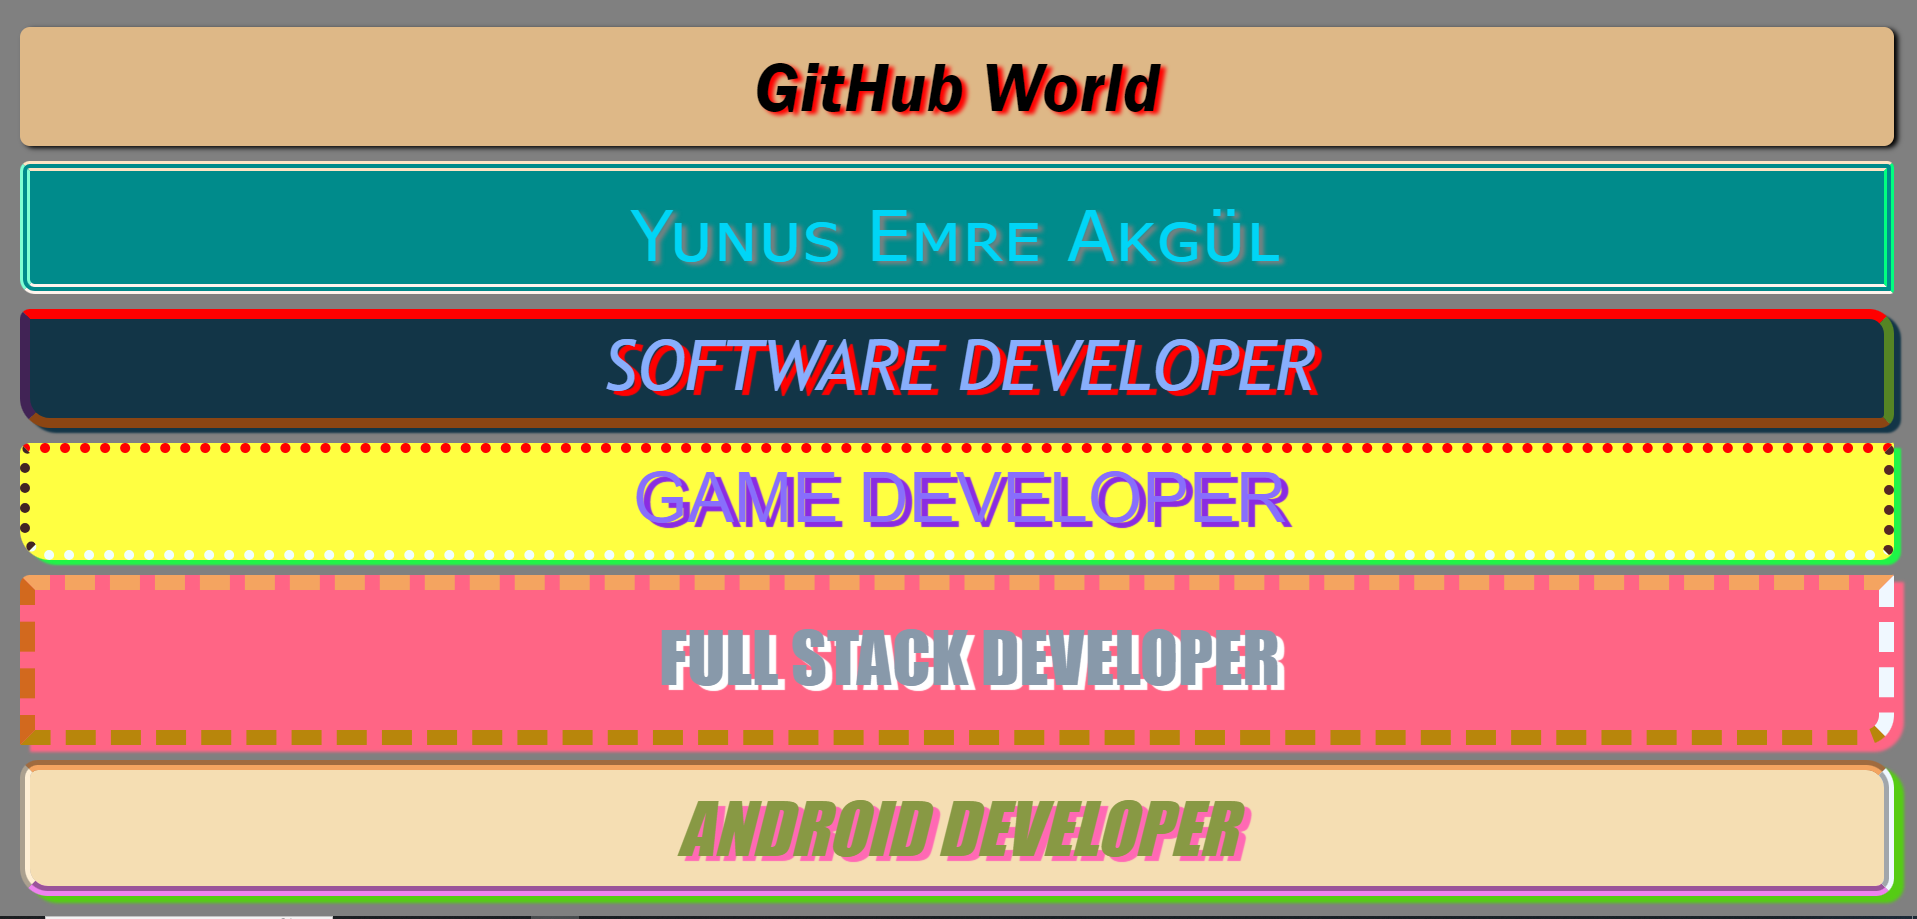 GitHub World
Yunus Emre Akgül
SOFTWARE DEVELOPER
GAME DEVELOPER
FULL STACK DEVELOPER
ANDROID DEVELOPER